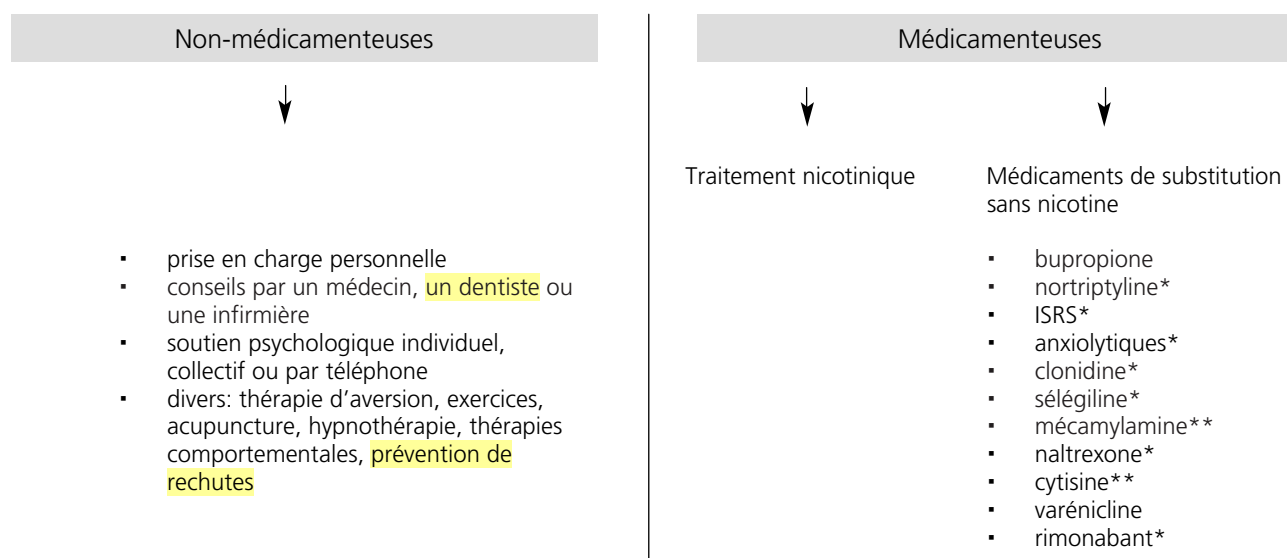 Non-médicamenteuses
prise en charge personnelle
conseils par un médecin, un dentiste ou
une infirmière
soutien psychologique individuel,
collectif ou par téléphone
divers: thérapie d'aversion, exercices,
acupuncture, hypnothérapie, thérapies
comportementales, prévention de
rechutes
Médicamenteuses
Traitement nicotinique
Médicaments de substitution
sans nicotine
bupropione
nortriptyline*
ISRS*
anxiolytiques*
clonidine*
sélégiline*
mécamylamine**
naltrexone*
cytisine**
varénicline
rimonabant*